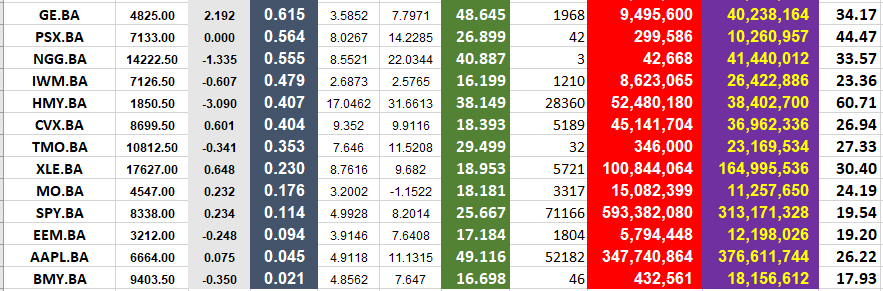 GE.BA 4825.00 2.192 0.615 3.5852 7.7971 48.645 1968 9,495,600 40,238,164 34.17
PSX.BA 7133.00 0.000 0.564 8.0267 14.2285 26.899 42 299,586 10,260,957 44.47
NGG.BA 14222.50 -1.335 0.555 8.5521 22.0344 40.887 3 42,668 41,440,012 33.57
IWM.BA 7126.50 -0.607 0.479 2.6873 2.5765 16.199 1210 8,623,065 26,422,886 23.36
HMY.BA 1850.50 -3.090 0.407 17.0462 31.6613 38.149 28360 52,480,180 38,402,700 60.71
CVX.BA 8699.50 0.601 0.404 9.352 9.9116 18.393 5189 45,141,704 36,962,336 26.94
TMO.BA 10812.50 -0.341 0.353 7.646 11.5208 29.499 32 346,000 23,169,534 27.33
XLE.BA 17627.00 0.648 0.230 8.7616 9.682 18.953 5721 100,844,064 164,995,536 30.40
MO.BA 4547.00 0.232 0.176 3.2002 -1.1522 18.181 3317 15,082,399 11,257,650 24.19
SPY.BA 8338.00 0.234 0.114 4.9928 8.2014 25.667 71166 593,382,080 313,171,328 19.54
EEM.BA 3212.00 -0.248 0.094 3.9146 7.6408 17.184 1804 5,794,448 12,198,026 19.20
AAPL.BA 6664.00 0.075 0.045 4.9118 11.1315 49.116 52182 347,740,864 376,611,744 26.22
BMY.BA 9403.50 -0.350 0.021 4.8562 7.647 16.698 46 432,561 18,156,612 17.93